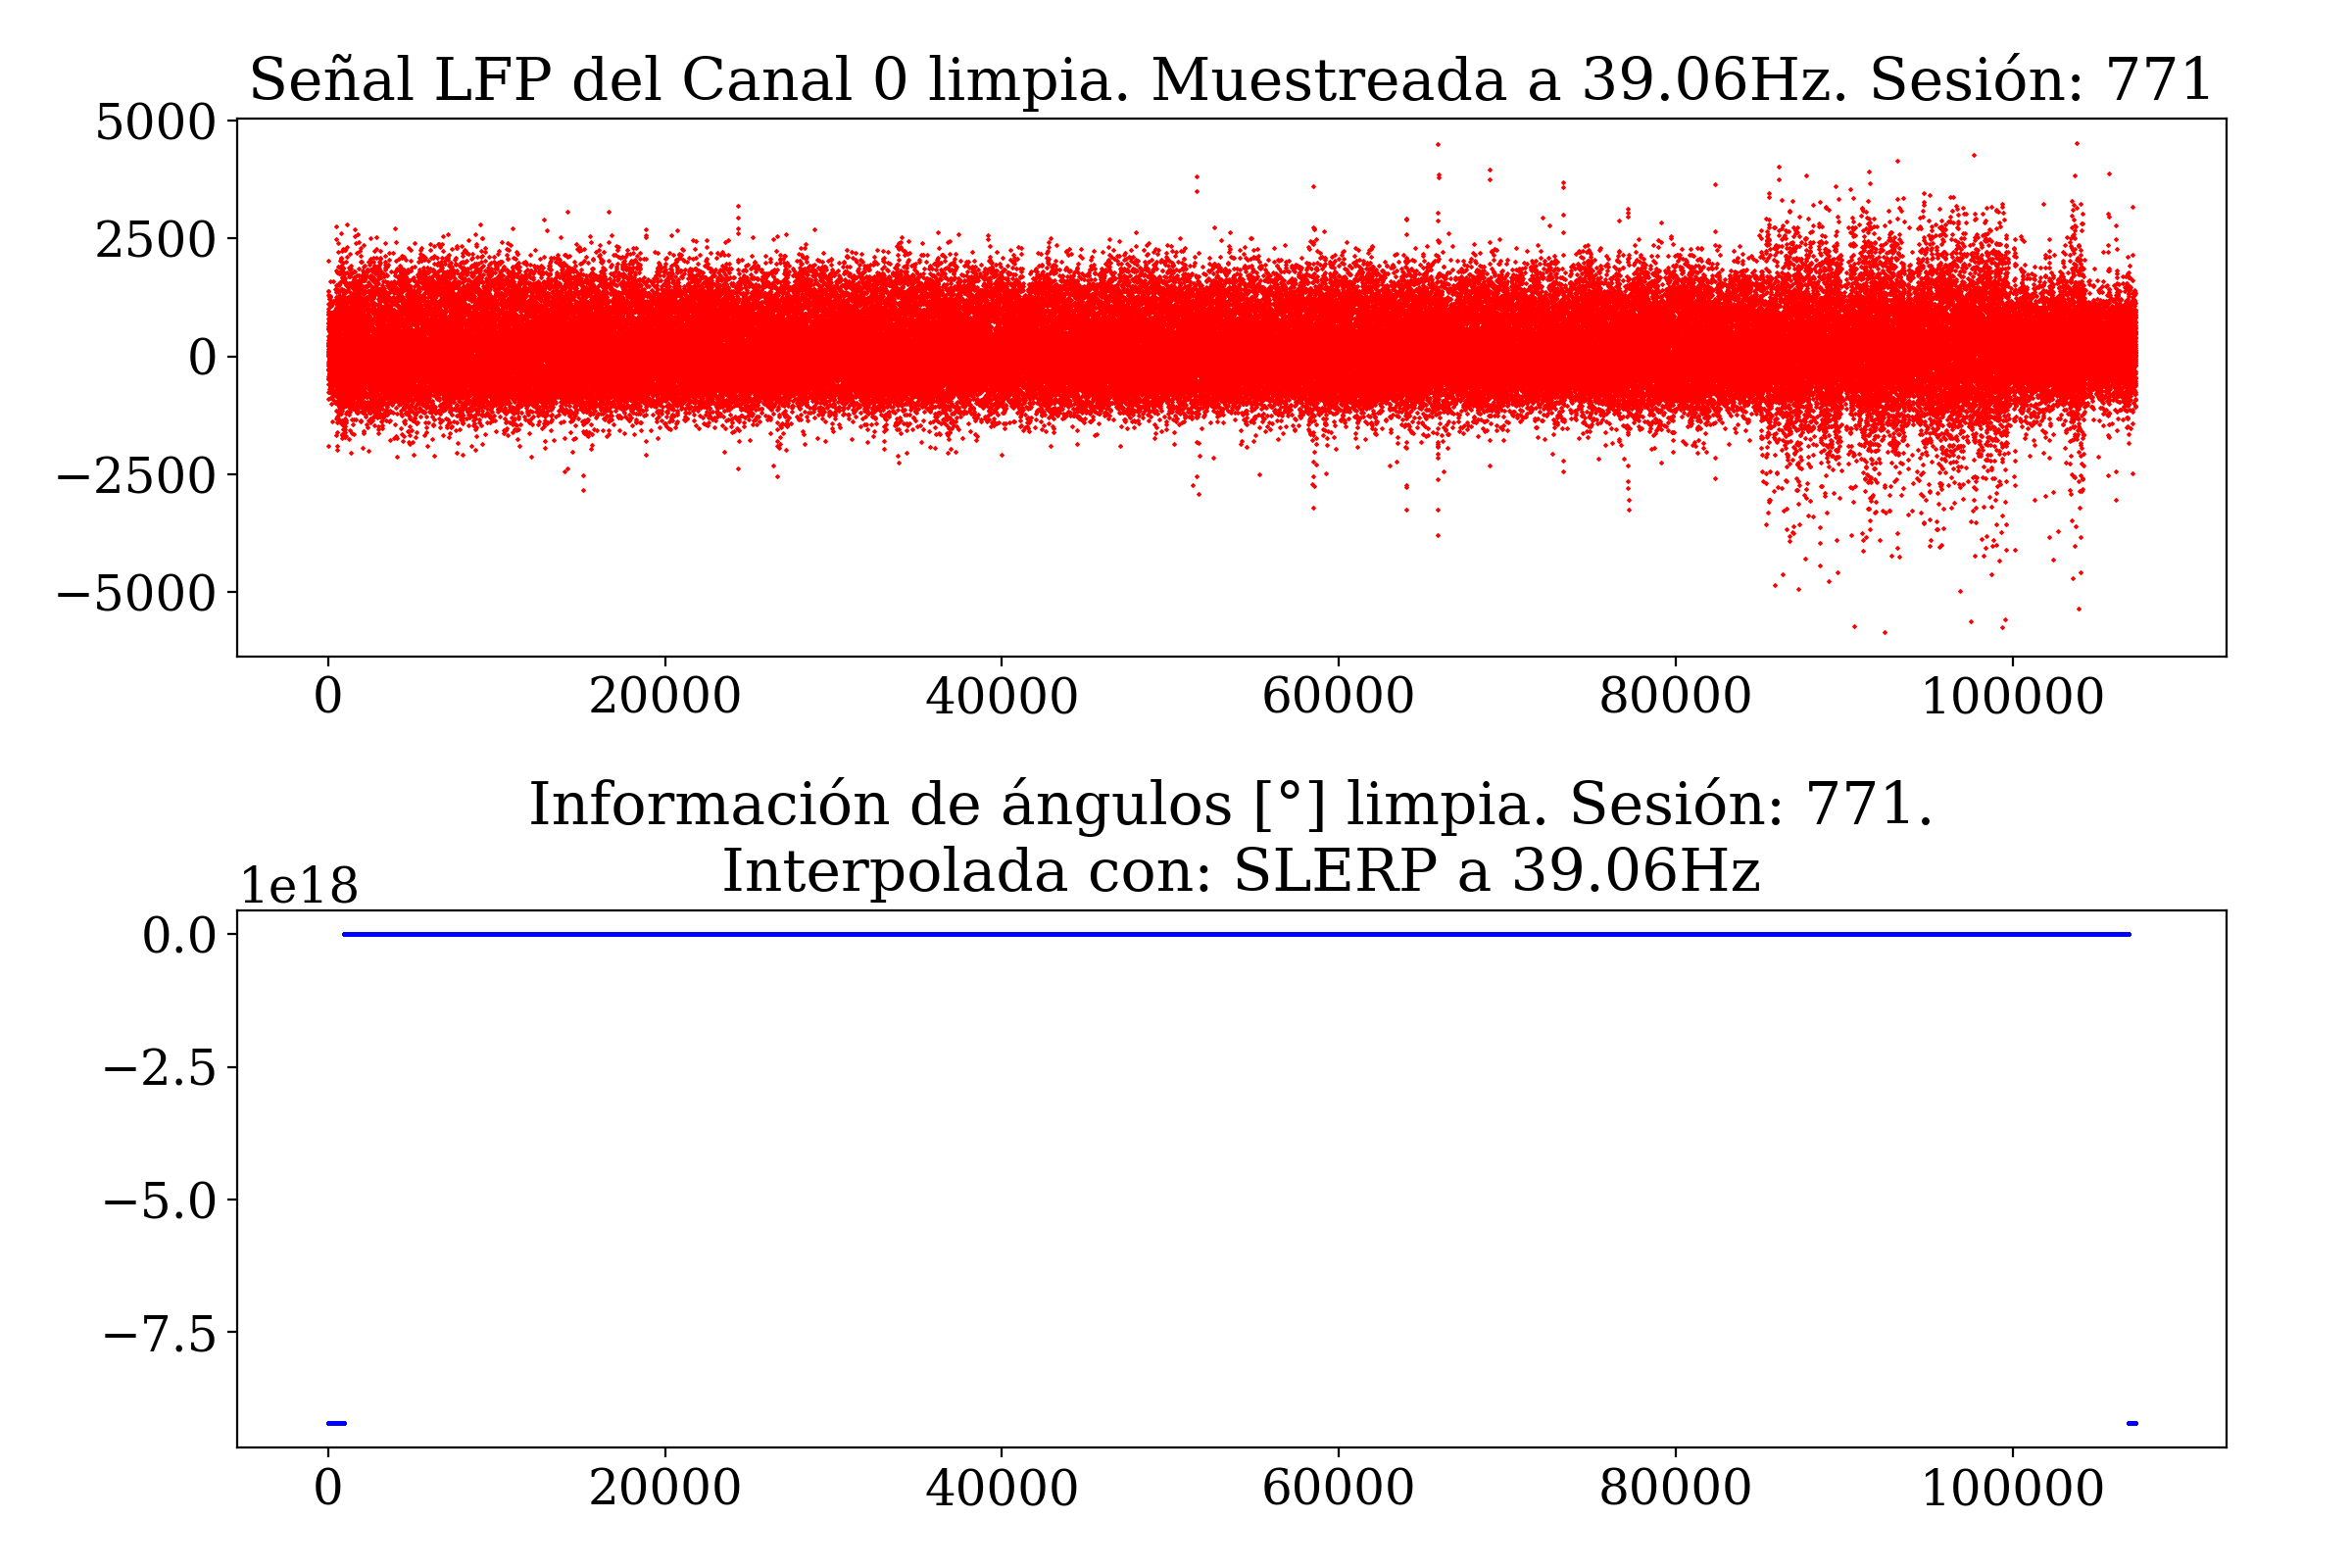 Señal LFP del Canal 0 limpia. Muestreada a 39.06Hz. Sesión: 771
5000
2500
0
−2500
−5000
0 20000 40000 60000 80000 100000
Información de ángulos [°] limpia. Sesión: 771.
Interpolada con: SLERP a 39.06Hz
1e18
0.0
−2.5
−5.0
−7.5
0 20000 40000 60000 80000 100000